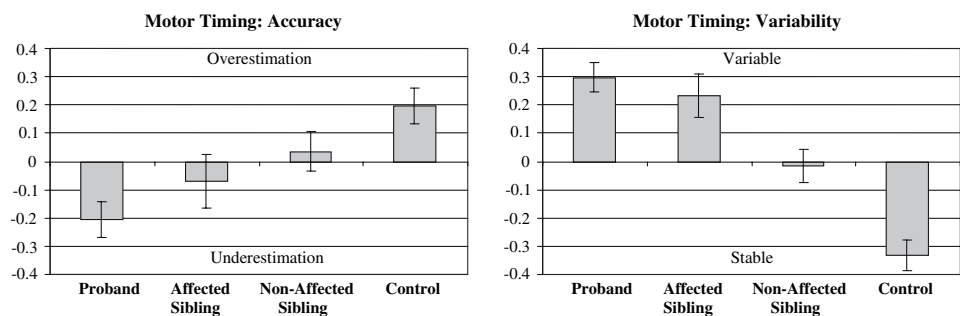 Motor Timing: Accuracy
0.4
0.3
0.2
0.1
0
-0.1
-0.2
-0.3
-0.4
Overestimation
Underestimation
Proband Affected Sibling Non-Affected Sibling Control
Motor Timing: Variability
0.4
0.3
0.2
0.1
0
-0.1
-0.2
-0.3
-0.4
Variable
Stable
Proband Affected Sibling Non-Affected Sibling Control